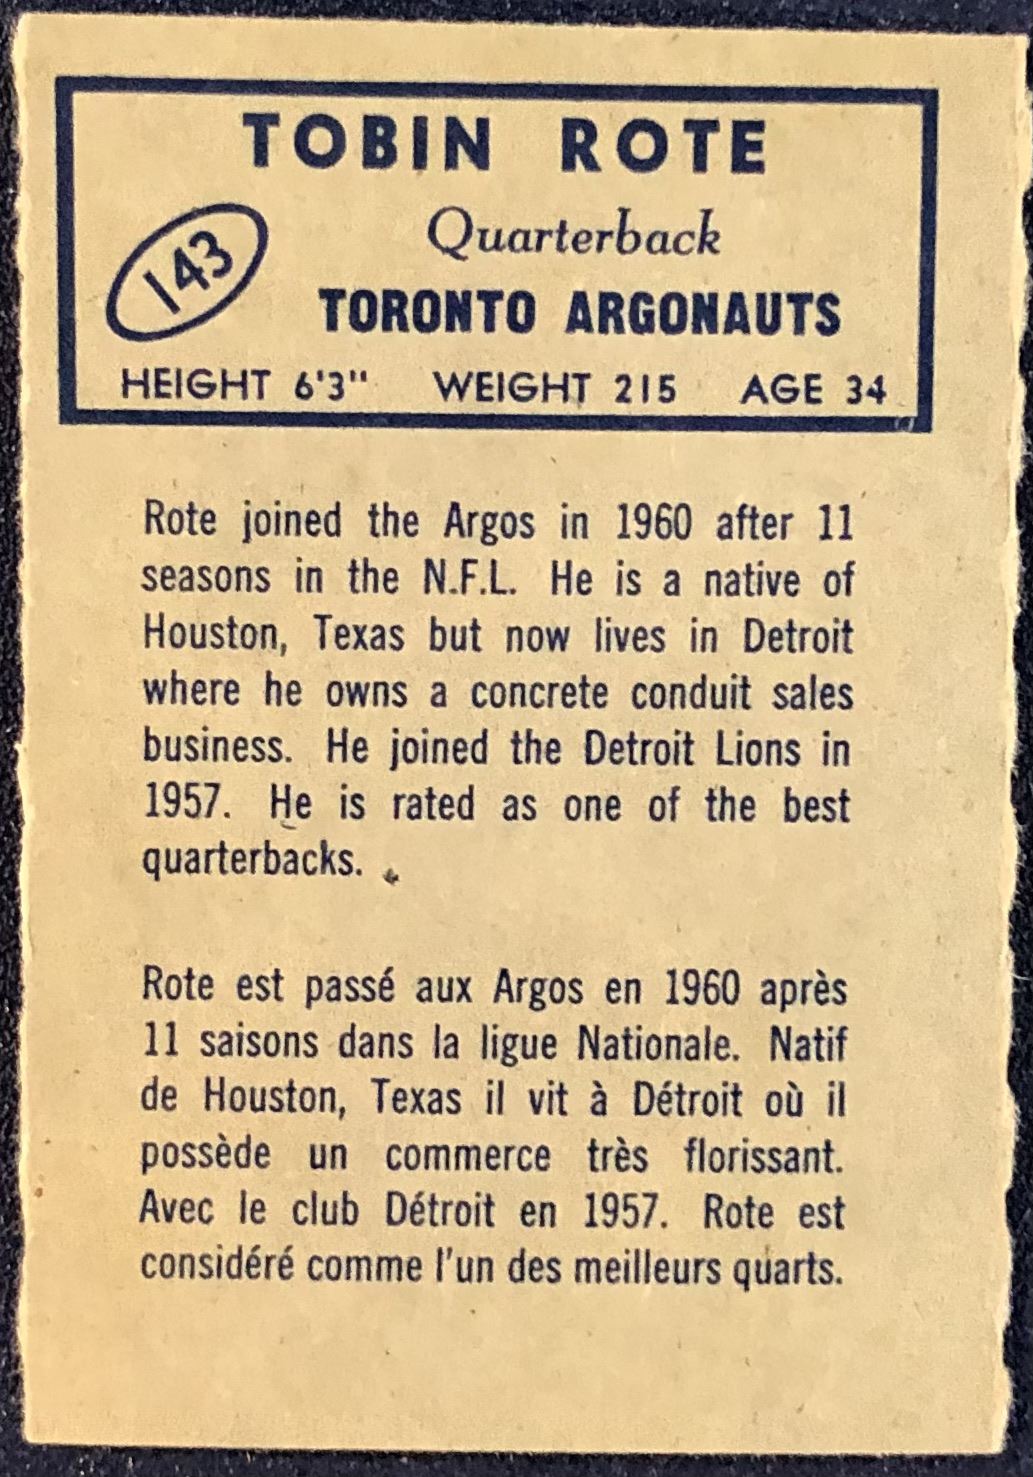 TOBIN ROTE
Quarterback
143
TORONTO ARGONAUTS
HEIGHT 6'3" WEIGHT 215 AGE 34
Rote joined the Argos in 1960 after 11
seasons in the N.F.L. He is a native of
Houston, Texas but now lives in Detroit
where he owns a concrete conduit sales
business. He joined the Detroit Lions in
1957. He is rated as one of the best
quarterbacks.
Rote est passé aux Argos en 1960 après
11 saisons dans la ligue Nationale. Natif
de Houston, Texas il vit à Détroit où il
possède un commerce très florissant.
Avec le club Détroit en 1957. Rote est
considéré comme l'un des meilleurs quarts.